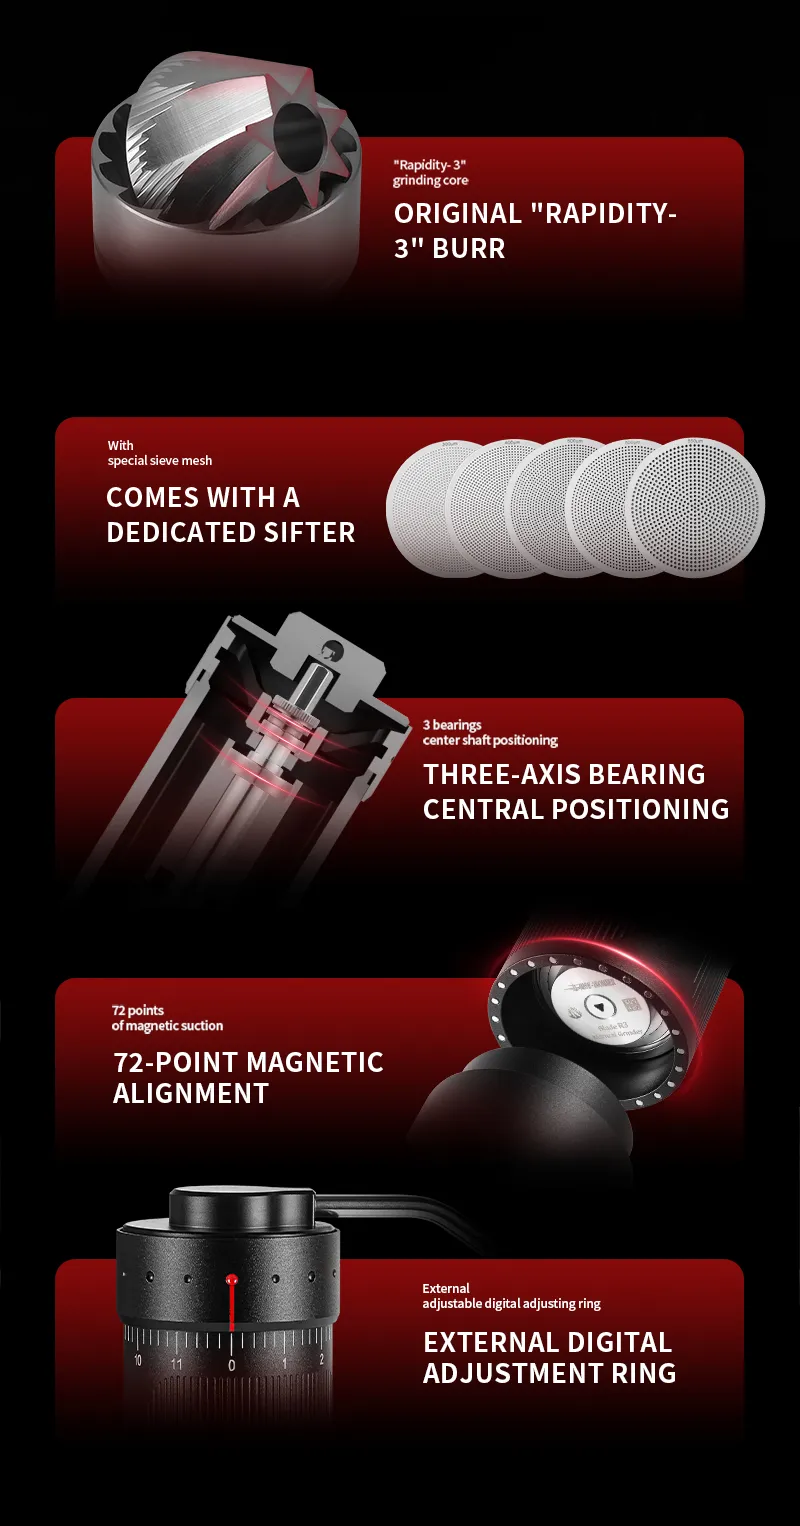 "Rapidity- 3"
grinding core
ORIGINAL "RAPIDITY-
3" BURR
With
special sieve mesh
COMES WITH A
DEDICATED SIFTER
3 bearings
center shaft positioning
THREE-AXIS BEARING
CENTRAL POSITIONING
72 points
of magnetic suction
72-POINT MAGNETIC
ALIGNMENT
10 11 0 1 2
External
adjustable digital adjusting ring
EXTERNAL DIGITAL
ADJUSTMENT RING